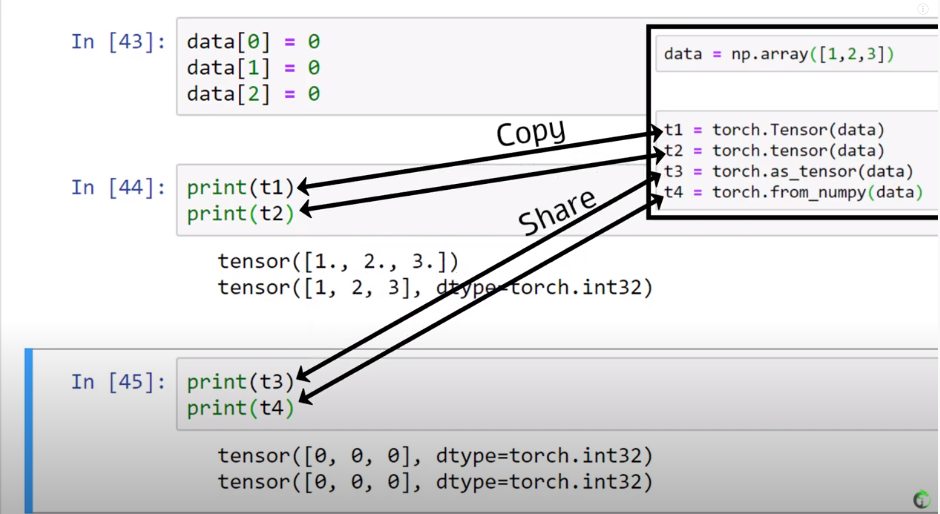 In [43]:
data[0] = 0
data[1] = 0
data[2] = 0
data = np.array([1,2,3])
t1 = torch.Tensor(data)
t2 = torch.tensor(data)
t3 = torch.as_tensor(data)
t4 = torch.from_numpy(data)
Copy
Share
In [44]:
print(t1)
print(t2)
tensor([1., 2., 3.])
tensor([1, 2, 3], dtype=torch.int32)
In [45]:
print(t3)
print(t4)
tensor([0, 0, 0], dtype=torch.int32)
tensor([0, 0, 0], dtype=torch.int32)